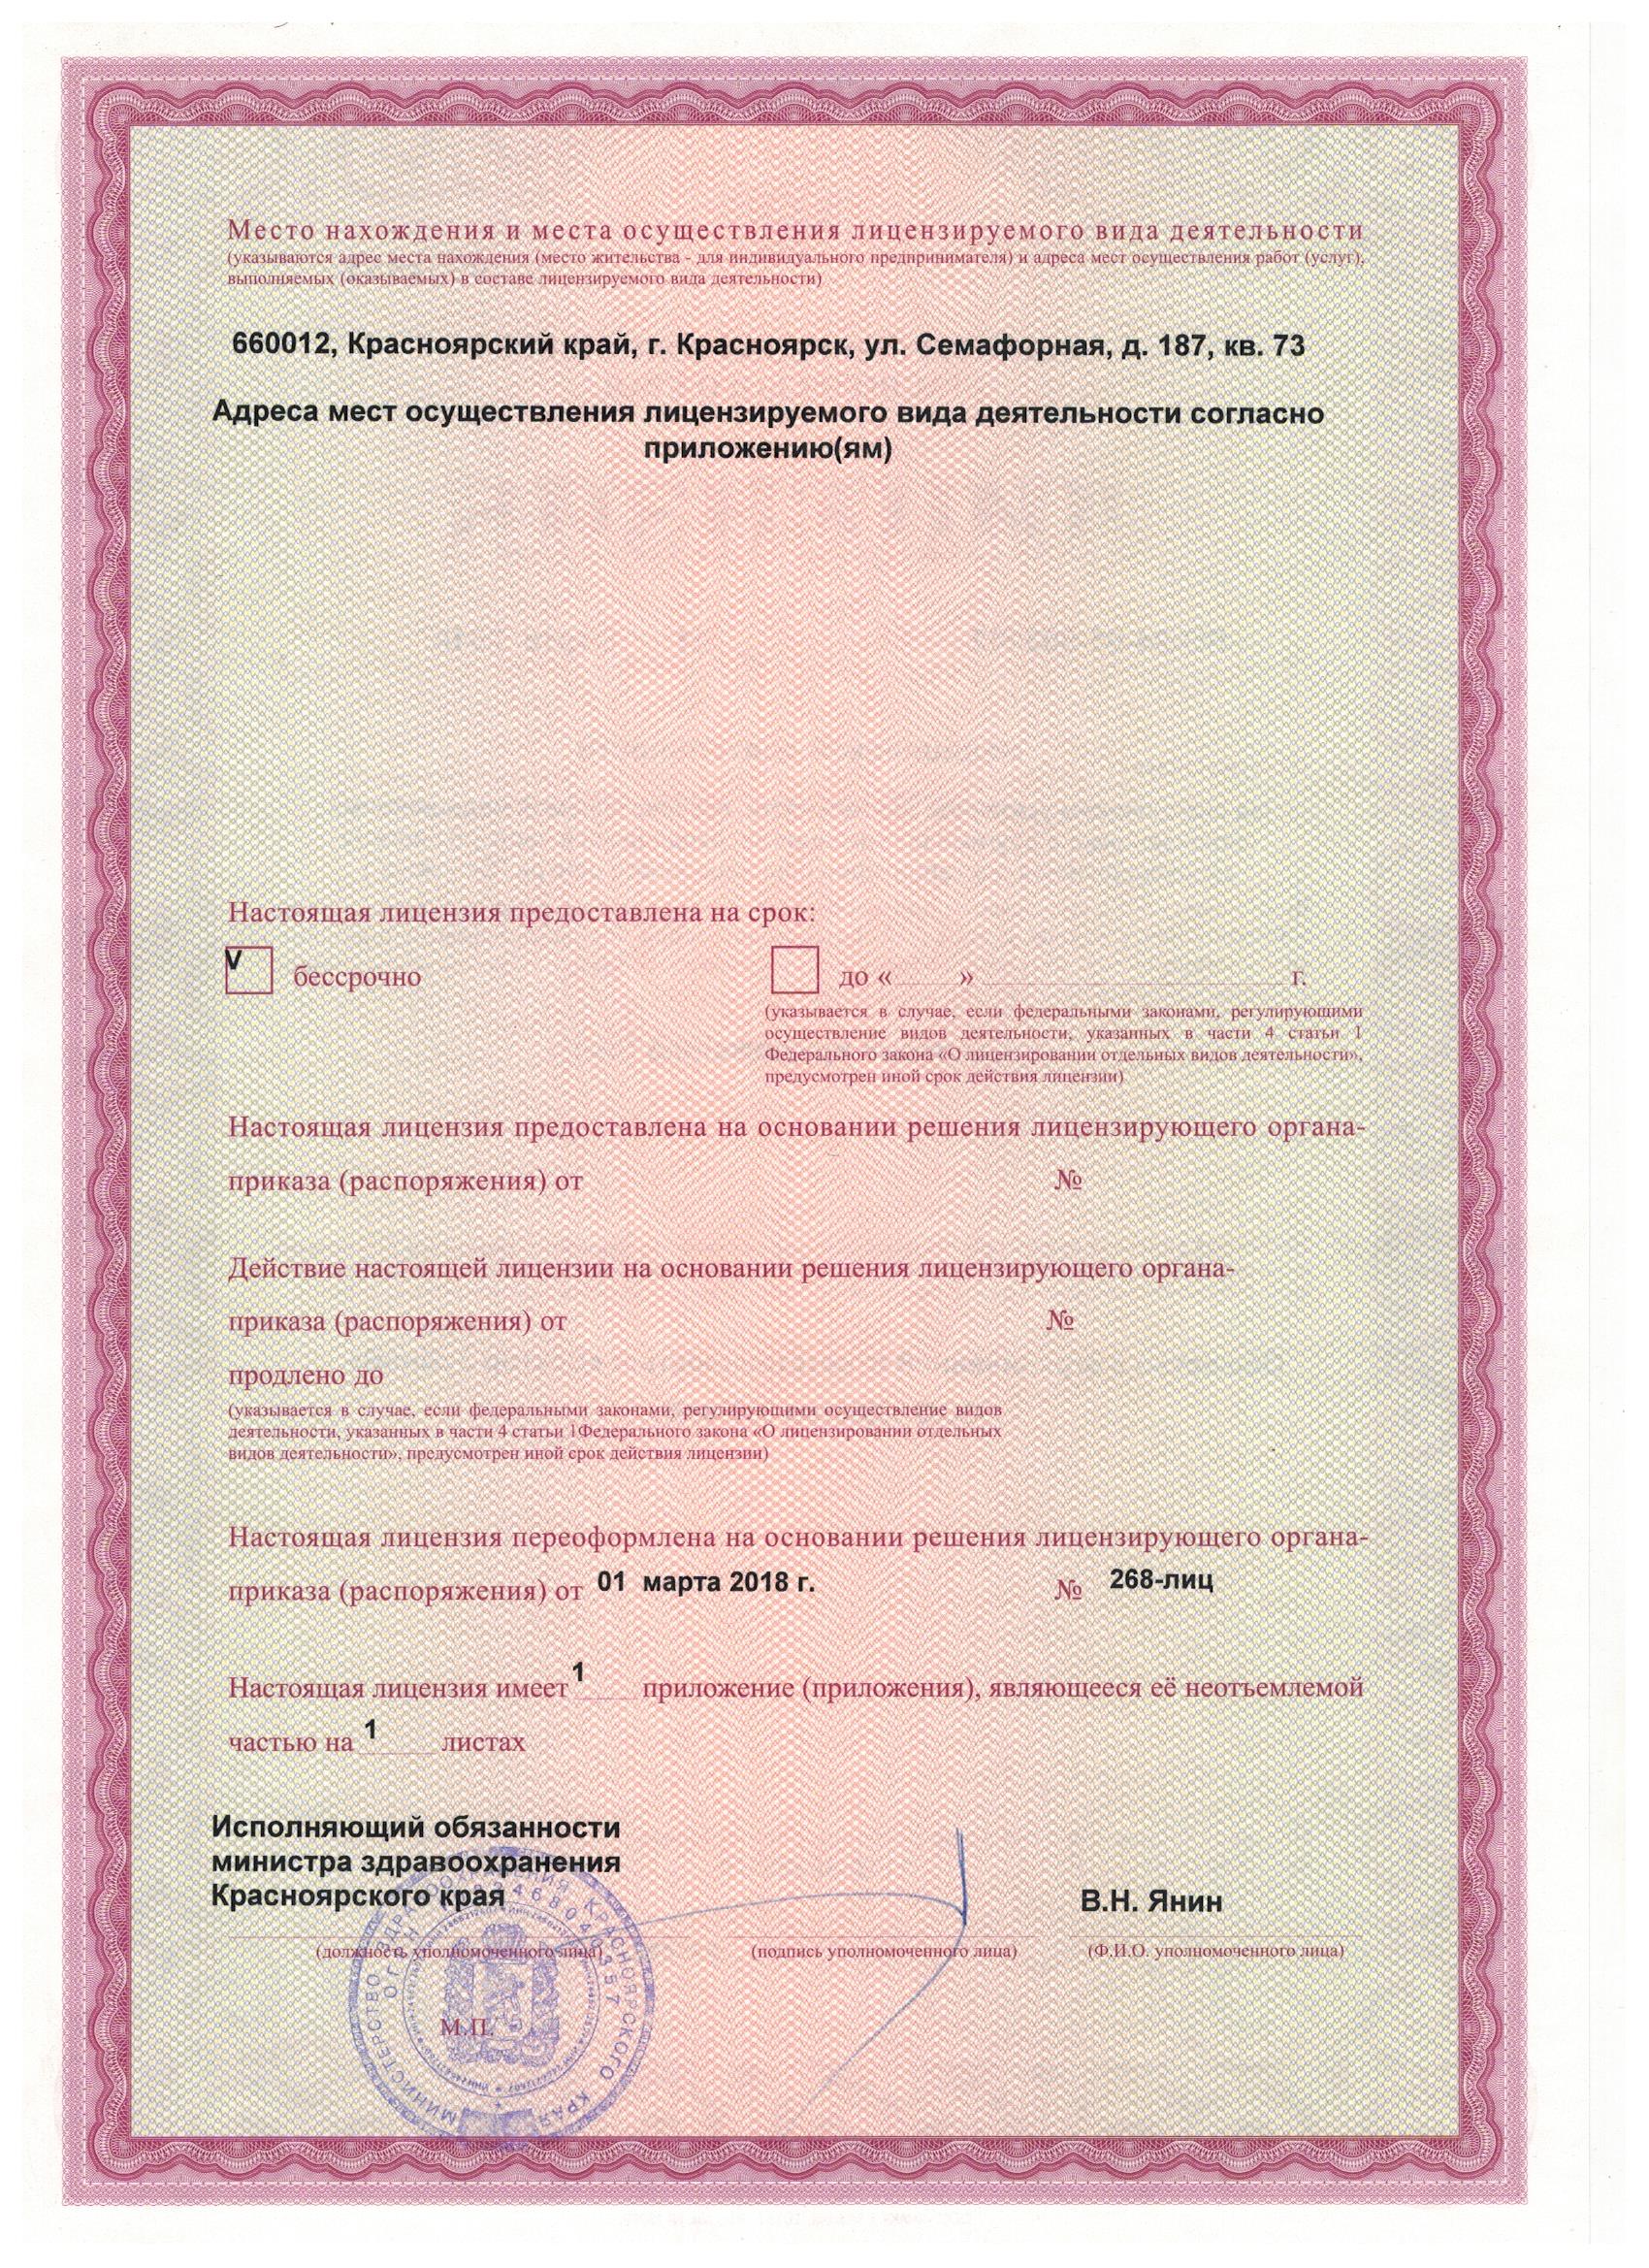 Место нахождения и места осуществления лицензируемого вида деятельности
(указываются адрес места нахождения (место жительства - для индивидуального предпринимателя) и адреса мест осуществления работ (услуг),
выполняемых (оказываемых) в составе лицензируемого вида деятельности)
660012, Красноярский край, г. Красноярск, ул. Семафорная, д. 187, кв. 73
Адреса мест осуществления лицензируемого вида деятельности согласно
приложению(ям)
Настоящая лицензия предоставлена на срок:
V бессрочно до « » г.
(указывается в случае, если федеральными законами, регулирующими
осуществление видов деятельности, указанных в части 4 статьи 1
Федерального закона «О лицензировании отдельных видов деятельности»,
предусмотрен иной срок действия лицензии)
Настоящая лицензия предоставлена на основании решения лицензирующего органа-
приказа (распоряжения) от №
Действие настоящей лицензии на основании решения лицензирующего органа-
приказа (распоряжения) от №
продлено до
(указывается в случае, если федеральными законами, регулирующими осуществление видов
деятельности, указанных в части 4 статьи 1Федерального закона «О лицензировании отдельных
видов деятельности», предусмотрен иной срок действия лицензии)
Настоящая лицензия переоформлена на основании решения лицензирующего органа-
приказа (распоряжения) от 01 марта 2018 г. № 268-лиц
Настоящая лицензия имеет 1 приложение (приложения), являющееся её неотъемлемой
частью на 1 листах
Исполняющий обязанности
министра здравоохранения
Красноярского края В.Н. Янин
(должность уполномоченного лица) (подпись уполномоченного лица) (Ф.И.О. уполномоченного лица)
М.П.
МИНИСТЕРСТВО ЗДРАВООХРАНЕНИЯ КРАСНОЯРСКОГО КРАЯ